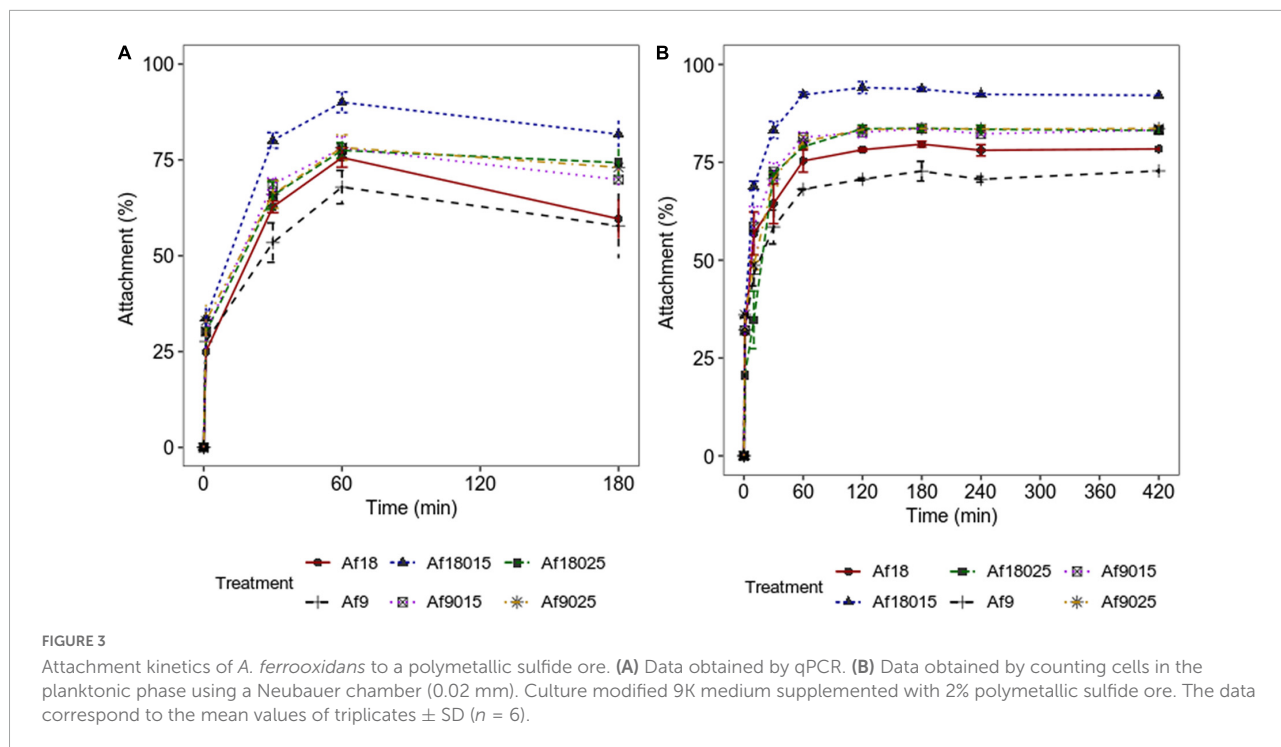 A
B
100
75
50
25
0
Attachment (%)
0
60
120
180
Time (min)
100
75
50
25
0
Attachment (%)
0
60
120
180
240
300
360
420
Time (min)
Treatment
Af18
Af18015
Af18025
Af9
Af9015
Af9025
Treatment
Af18
Af18025
Af9015
Af18015
Af9
Af9025
FIGURE 3
Attachment kinetics of A. ferrooxidans to a polymetallic sulfide ore. (A) Data obtained by qPCR. (B) Data obtained by counting cells in the
planktonic phase using a Neubauer chamber (0.02 mm). Culture modified 9K medium supplemented with 2% polymetallic sulfide ore. The data
correspond to the mean values of triplicates ± SD (n = 6).